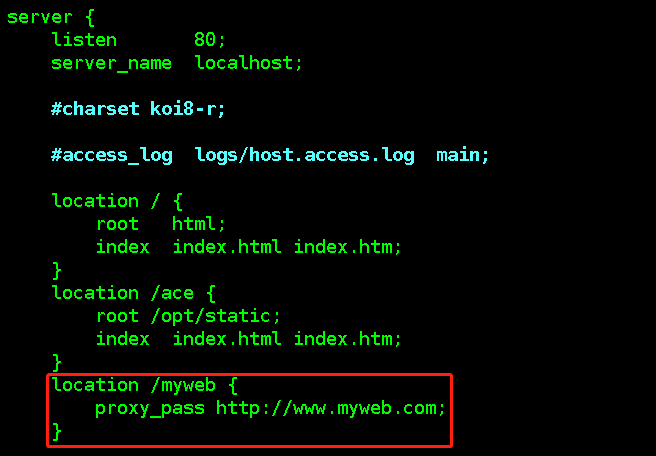 server {
    listen       80;
    server_name  localhost;

    #charset koi8-r;

    #access_log  logs/host.access.log  main;

    location / {
        root   html;
        index  index.html index.htm;
    }
    location /ace {
        root /opt/static;
        index  index.html index.htm;
    }
    location /myweb {
        proxy_pass http://www.myweb.com;
    }